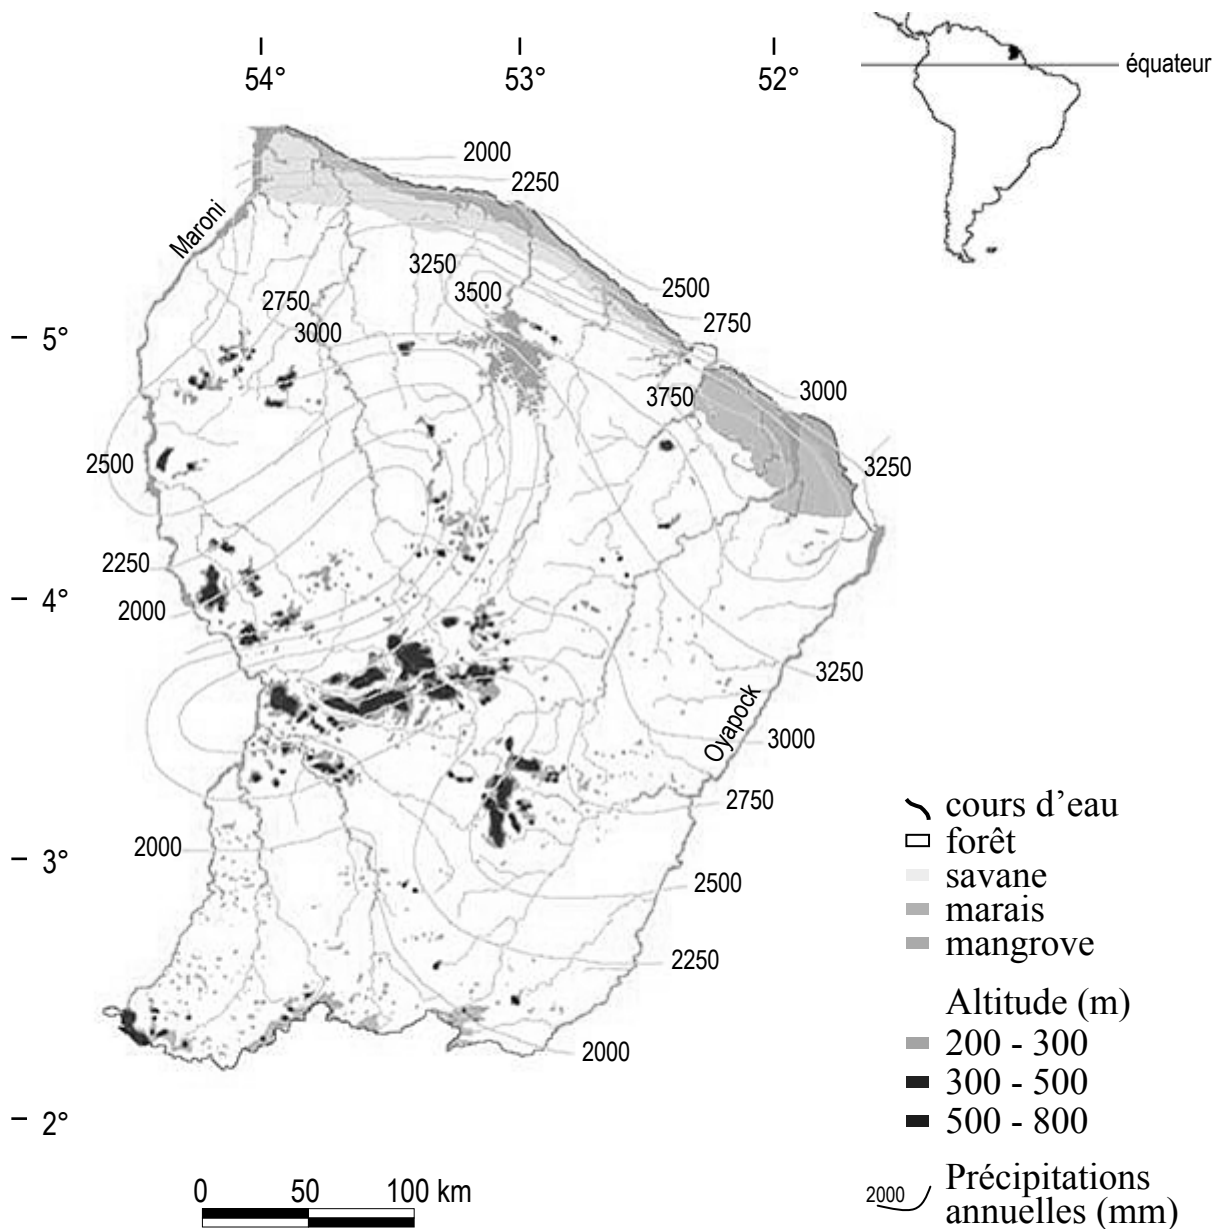 54°
53°
52°
équateur
2000
2250
Maroni
3250
3500
2500
2750
2750
3000
5°
3750
3000
2500
3250
2250
4°
2000
3250
Oyapock
3000
2750
2000
3°
2500
2250
2000
2°
cours d'eau
forêt
savane
marais
mangrove
Altitude (m)
200 - 300
300 - 500
500 - 800
2000 Précipitations
annuelles (mm)
0 50 100 km